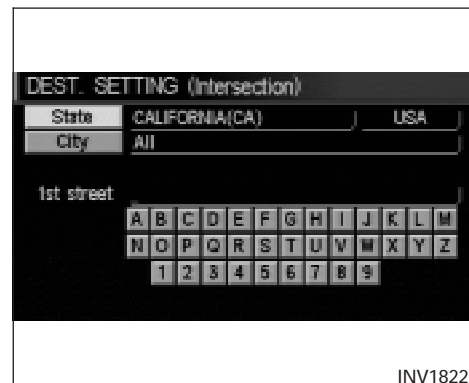 DEST. SETTING (Intersection)
State CALIFORNIA(CA) USA
City All
1st street
A B C D E F G H I J K L M
N O P Q R S T U V W X Y Z
1 2 3 4 5 6 7 8 9
INV1822